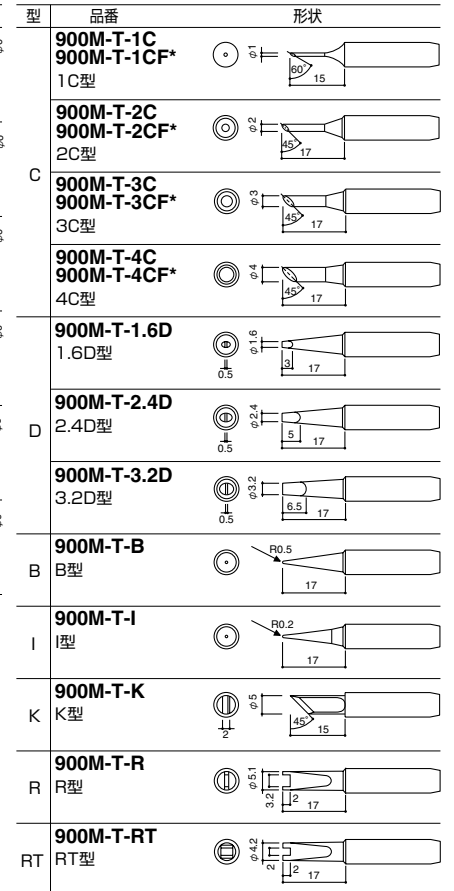 型 品番 形状
C
900M-T-1C
900M-T-1CF*
1C型
φ1
60°
15
900M-T-2C
900M-T-2CF*
2C型
φ2
45°
17
900M-T-3C
900M-T-3CF*
3C型
φ3
45°
17
900M-T-4C
900M-T-4CF*
4C型
φ4
45°
17
D
900M-T-1.6D
1.6D型
0.5
φ1.6
3
17
900M-T-2.4D
2.4D型
0.5
φ2.4
5
17
900M-T-3.2D
3.2D型
0.5
φ3.2
6.5
17
B
900M-T-B
B型
R0.5
17
I
900M-T-I
I型
R0.2
17
K
900M-T-K
K型
2
φ5
45°
15
R
900M-T-R
R型
φ5.1
3.2
2
17
RT
900M-T-RT
RT型
φ4.2
2
2
17